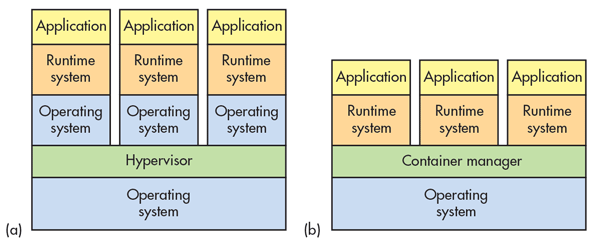 Application Application Application
Runtime system Runtime system Runtime system
Operating system Operating system Operating system
Hypervisor
Operating system
(a)
Application Application Application
Runtime system Runtime system Runtime system
Container manager
Operating system
(b)